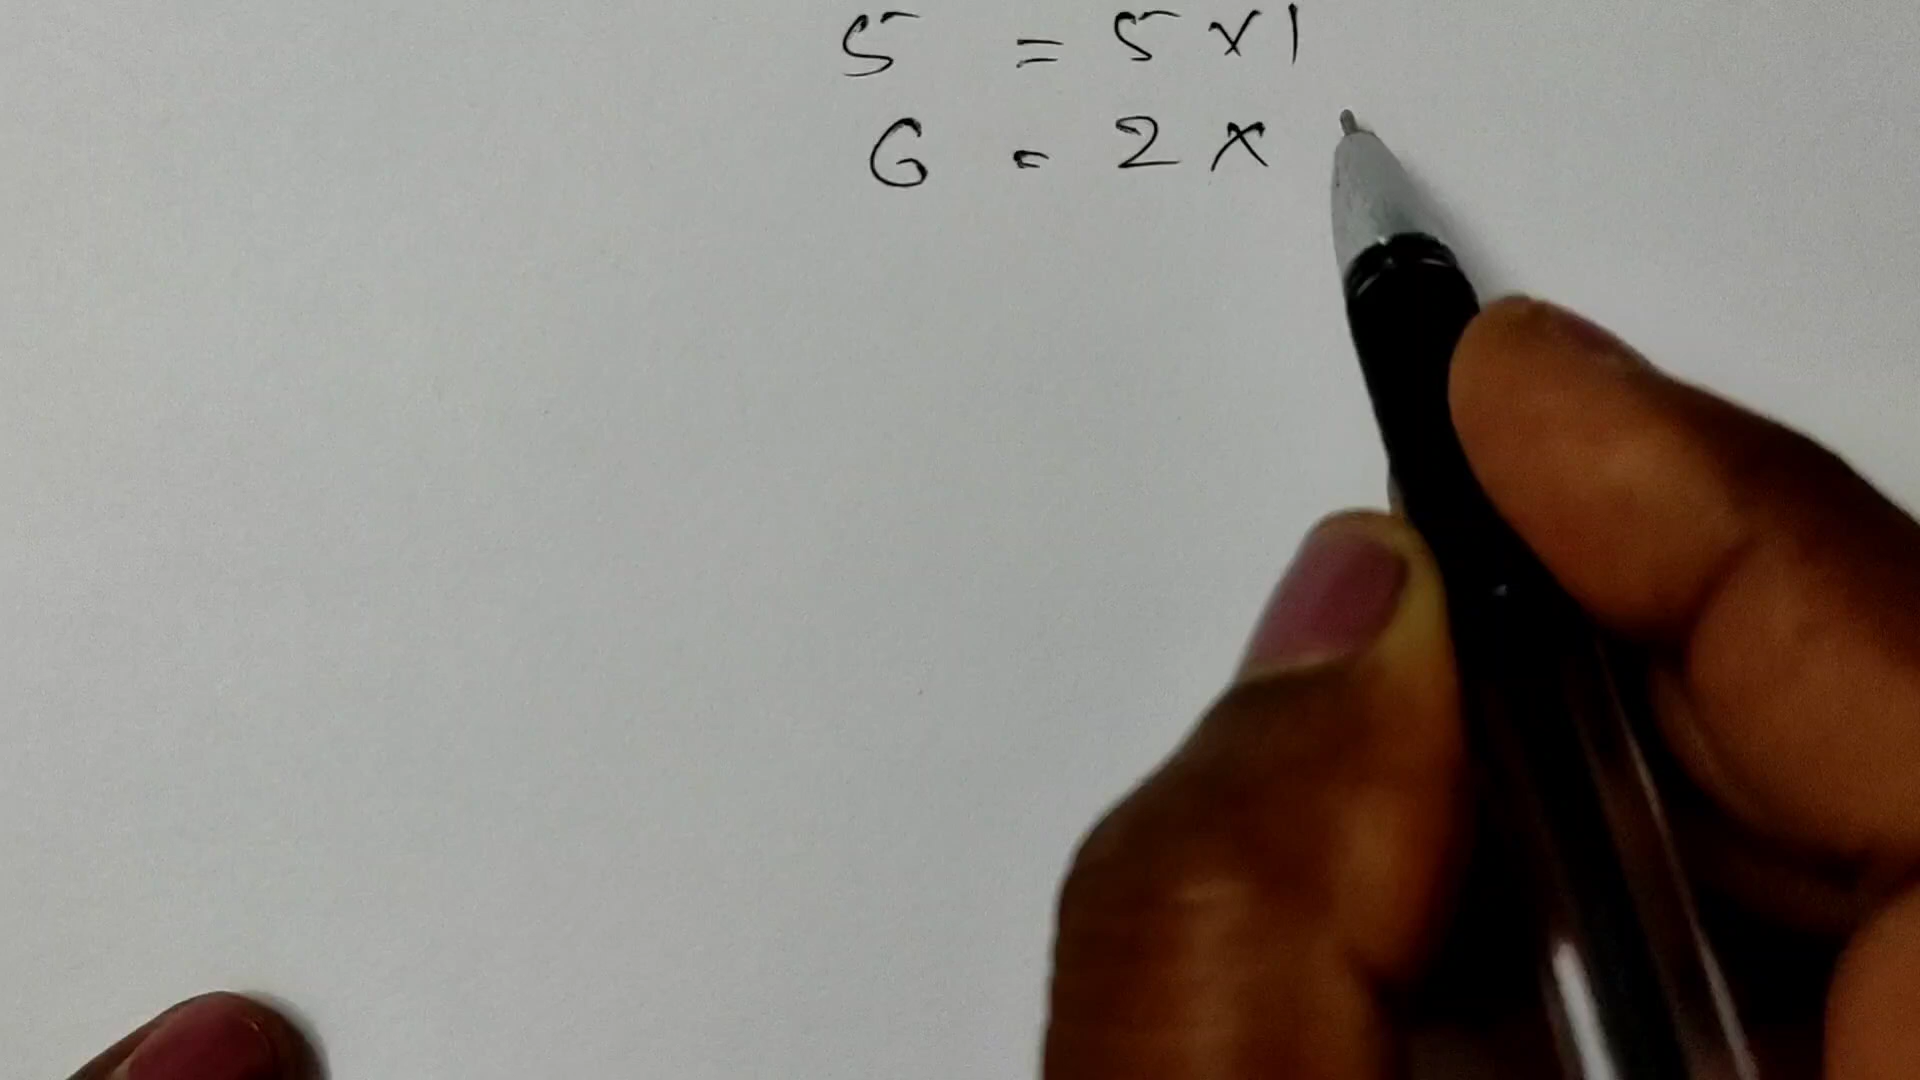 5 = 5 × 1
6 = 2 ×